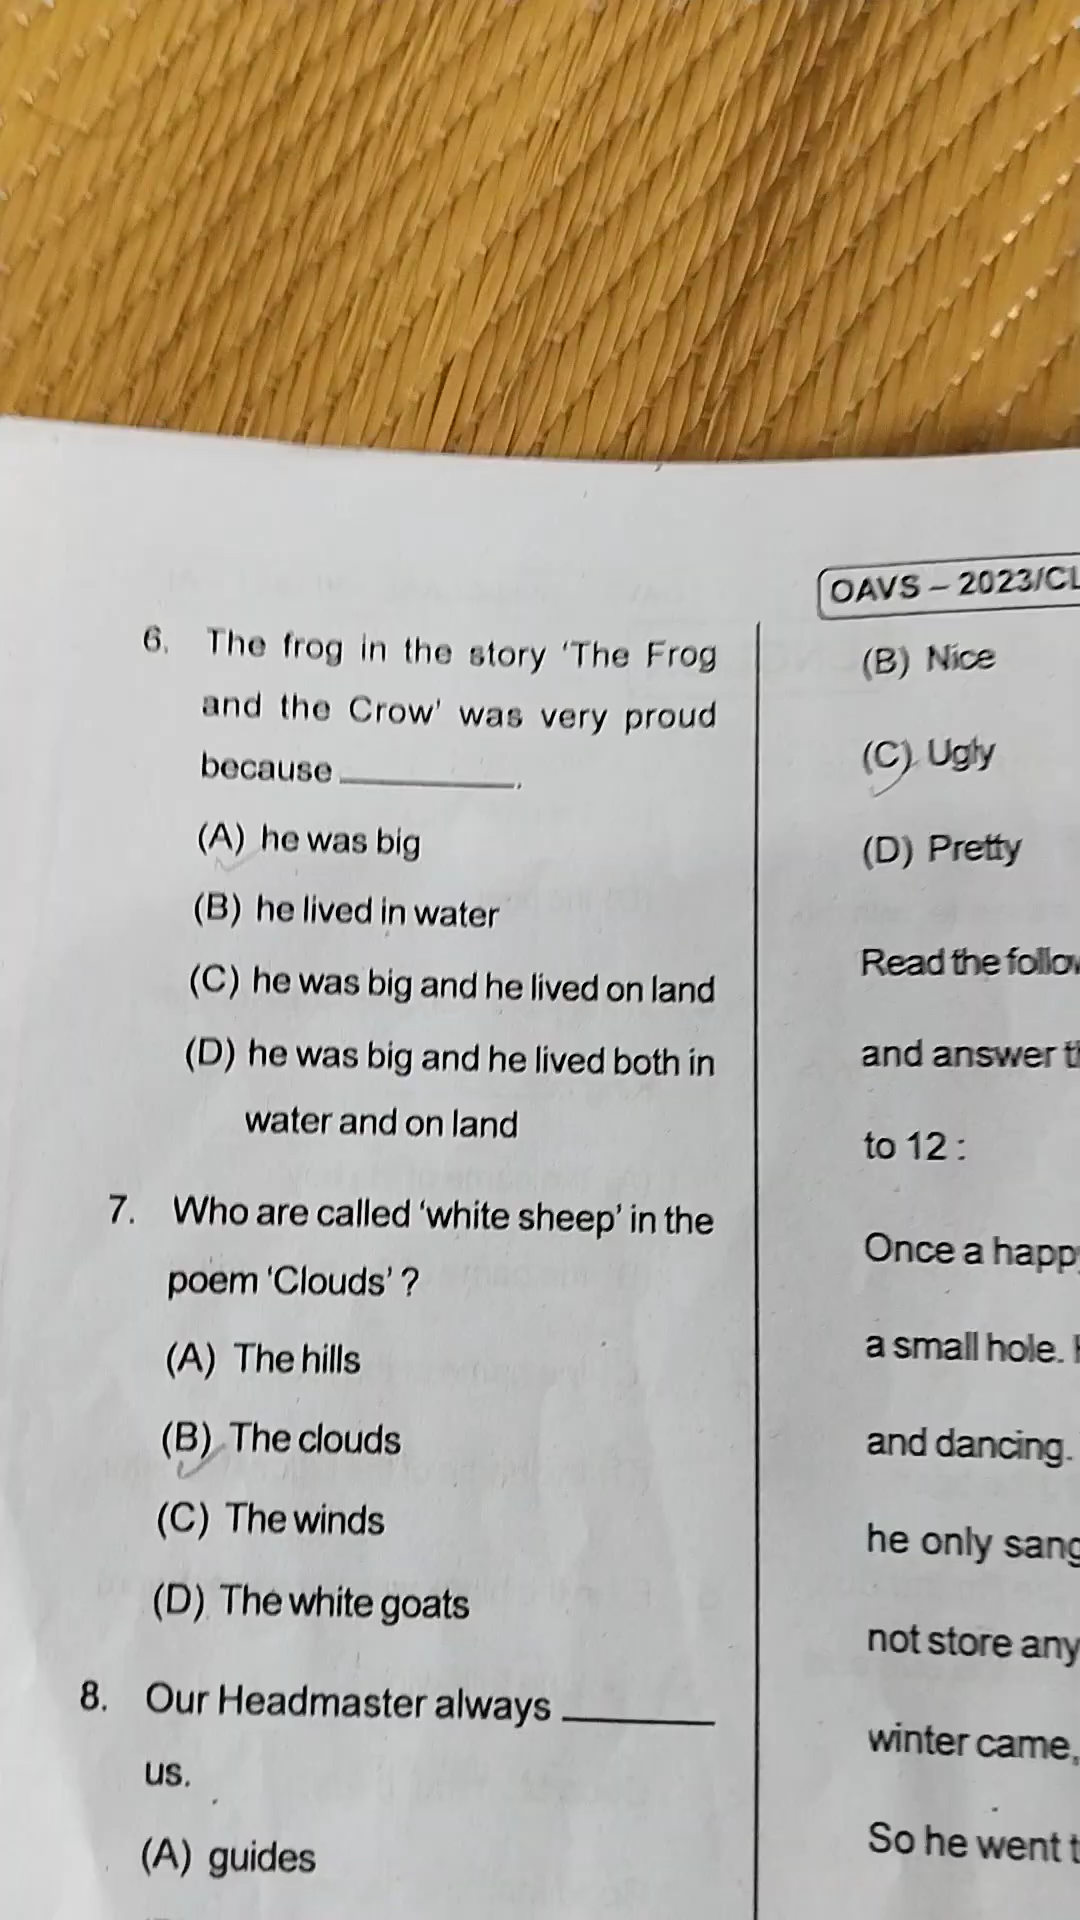 6. The frog in the story ‘The Frog
and the Crow’ was very proud
because ________.
(A) he was big
(B) he lived in water
(C) he was big and he lived on land
(D) he was big and he lived both in
water and on land
7. Who are called ‘white sheep’ in the
poem ‘Clouds’ ?
(A) The hills
(B) The clouds
(C) The winds
(D) The white goats
8. Our Headmaster always ________
us.
(A) guides
OAVS – 2023/CL
(B) Nice
(C) Ugly
(D) Pretty
Read the follow
and answer th
to 12 :
Once a happ
a small hole.
and dancing.
he only sang
not store any
winter came,
So he went t